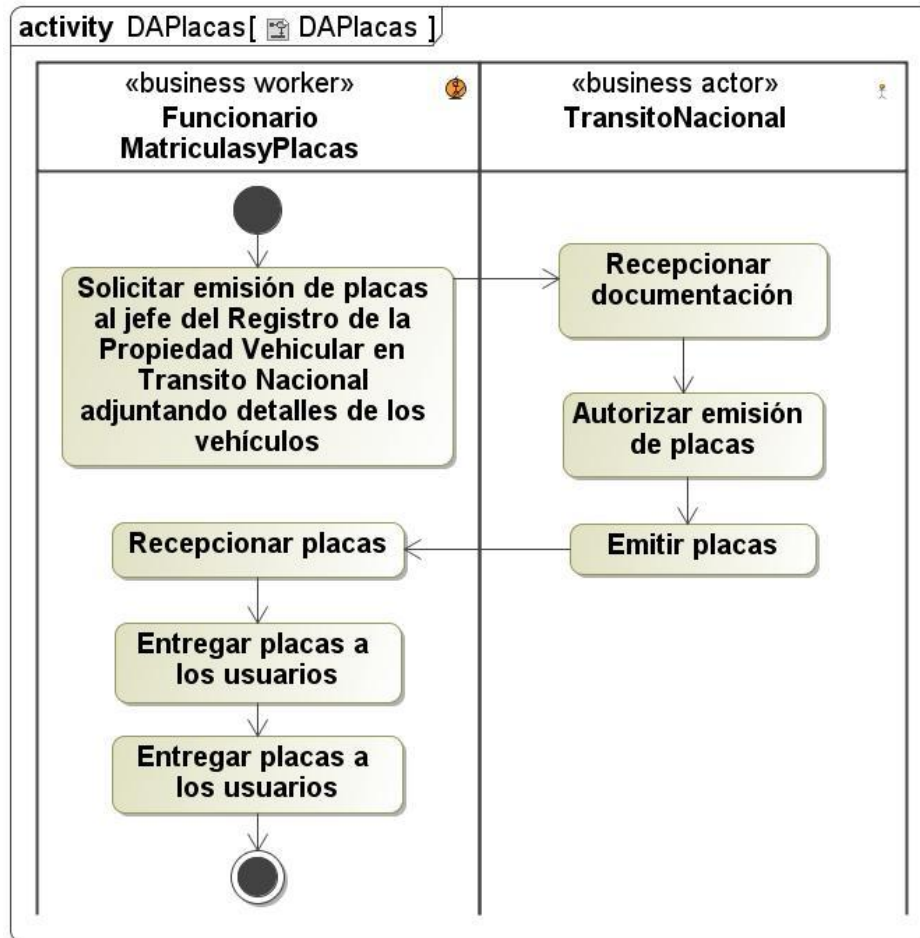 activity DAPlacas[ DAPlacas ]
«business worker»
Funcionario
MatriculasyPlacas
«business actor»
TransitoNacional
Solicitar emisión de placas
al jefe del Registro de la
Propiedad Vehicular en
Transito Nacional
adjuntando detalles de los
vehículos
Recepcionar
documentación
Autorizar emisión
de placas
Emitir placas
Recepcionar placas
Entregar placas a
los usuarios
Entregar placas a
los usuarios